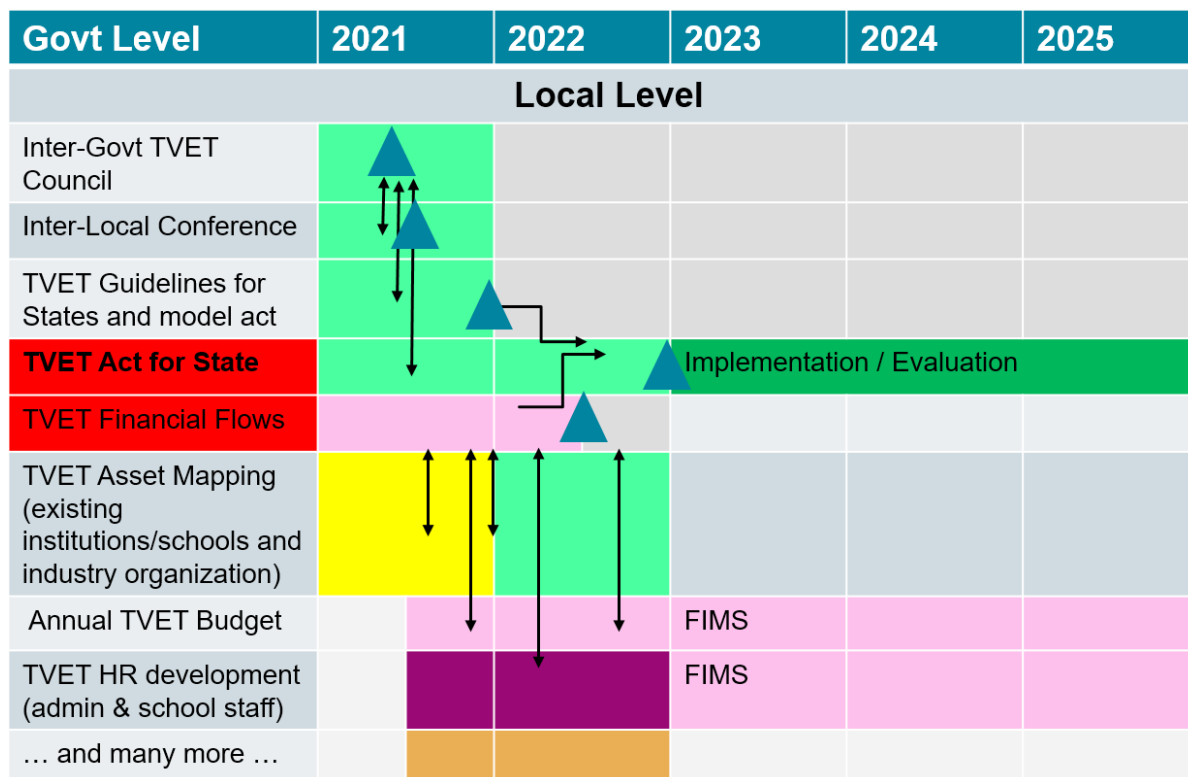 Govt Level 2021 2022 2023 2024 2025
Local Level
Inter-Govt TVET
Council
Inter-Local Conference
TVET Guidelines for
States and model act
TVET Act for State Implementation / Evaluation
TVET Financial Flows
TVET Asset Mapping
(existing
institutions/schools and
industry organization)
Annual TVET Budget FIMS
TVET HR development FIMS
(admin & school staff)
… and many more …